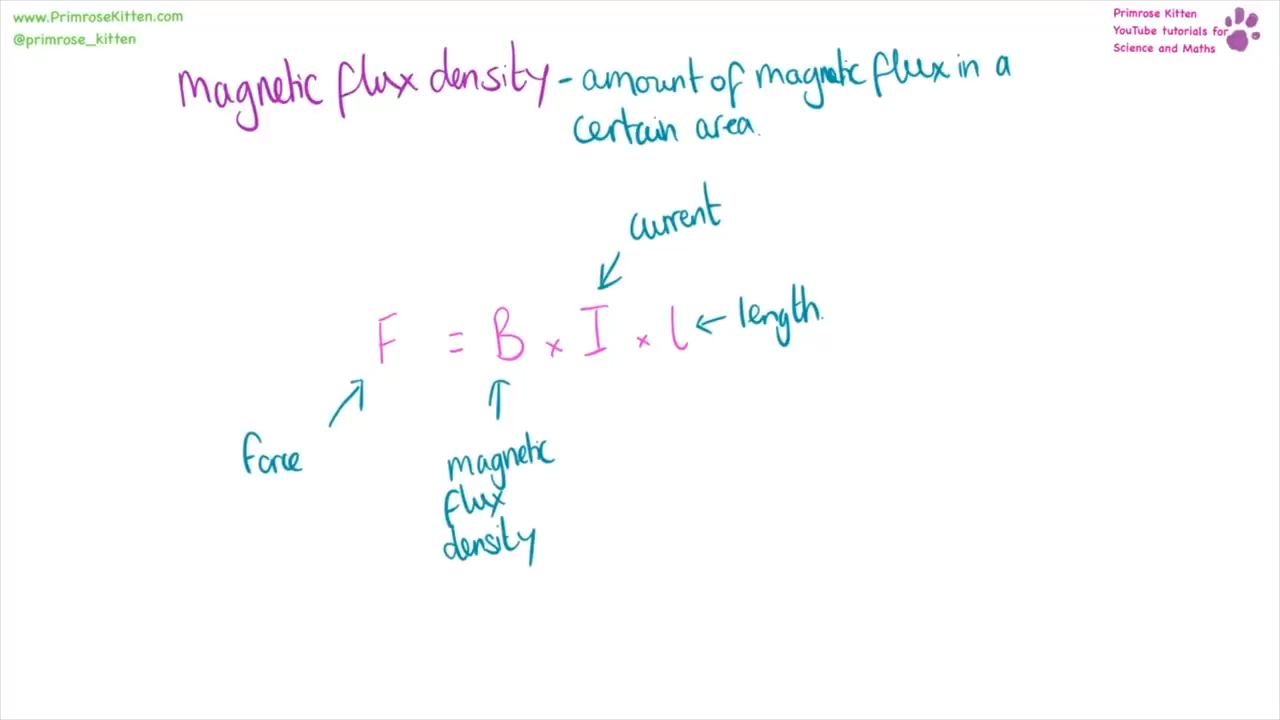 www.PrimroseKitten.com
@primrose_kitten
Primrose Kitten
YouTube tutorials for
Science and Maths
Magnetic flux density - amount of magnetic flux in a
certain area.
current
F = B × I × l ← length.
force
magnetic
flux
density